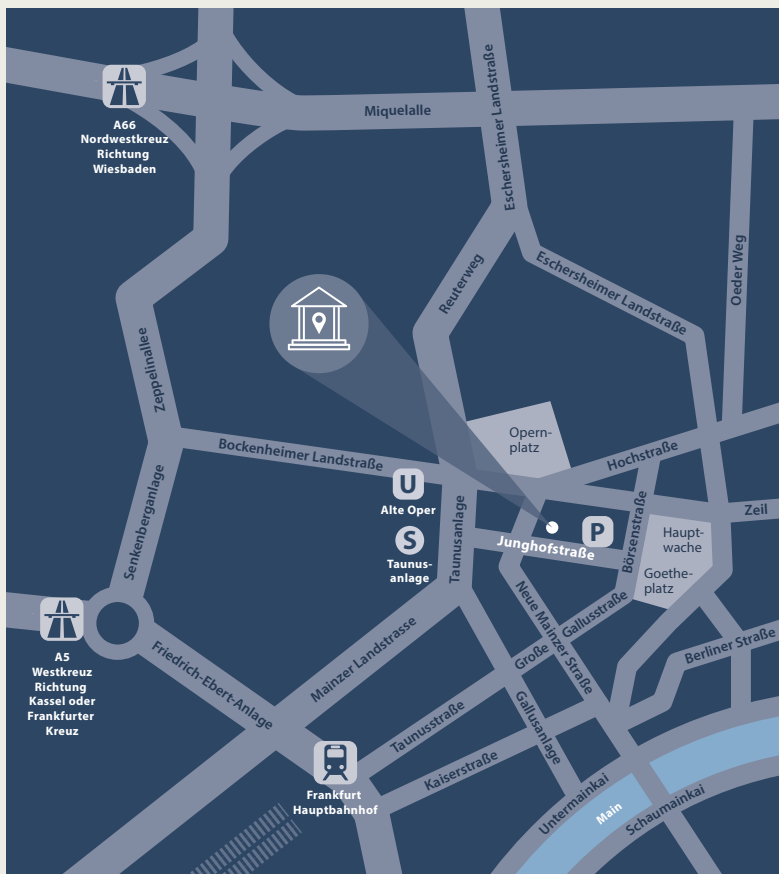 A66
Nordwestkreuz
Richtung
Wiesbaden
Miquelalle
Eschersheimer Landstraße
Reuterweg
Eschersheimer Landstraße
Oeder Weg
Zeppelinallee
Bockenheimer Landstraße
Opern-
platz
Hochstraße
U
Alte Oper
S
Taunus-
anlage
Taunusanlage
P
Junghofstraße
Börsenstraße
Zeil
Haupt-
wache
Goethe-
platz
Senkenberganlage
A5
Westkreuz
Richtung
Kassel oder
Frankfurter
Kreuz
Friedrich-Ebert-Anlage
Mainzer Landstrasse
Neue Mainzer Straße
Große Gallusstraße
Berliner Straße
Taunusstraße
Gallusanlage
Kaiserstraße
Frankfurt
Hauptbahnhof
Untermainkai
Main
Schaumainkai